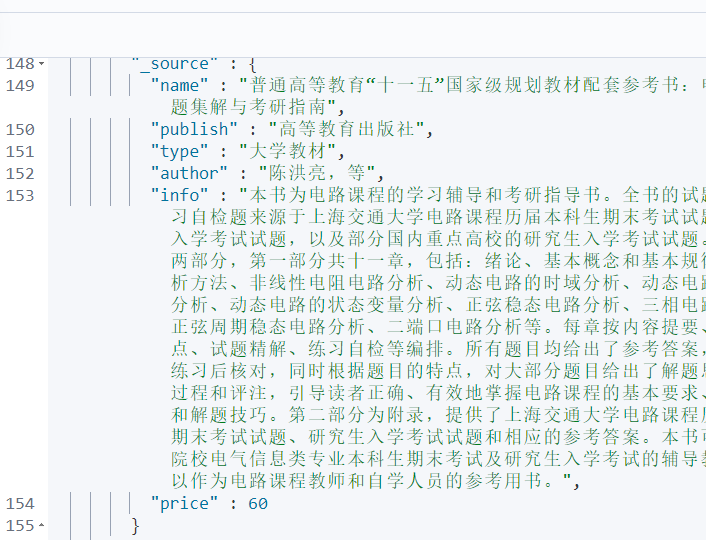 148 "_source" : {
149 "name" : "普通高等教育“十一五”国家级规划教材配套参考书：
题集解与考研指南",
150 "publish" : "高等教育出版社",
151 "type" : "大学教材",
152 "author" : "陈洪亮，等",
153 "info" : "本书为电路课程的学习辅导和考研指导书。全书的试题
习自检题来源于上海交通大学电路课程历届本科生期末考试试题
入学考试试题，以及部分国内重点高校的研究生入学考试试题。
两部分，第一部分共十一章，包括：绪论、基本概念和基本规律
析方法、非线性电阻电路分析、动态电路的时域分析、动态电路
分析、动态电路的状态变量分析、正弦稳态电路分析、三相电路
正弦周期稳态电路分析、二端口电路分析等。每章按内容提要、
点、试题精解、练习自检等编排。所有题目均给出了参考答案，
练习后核对，同时根据题目的特点，对大部分题目给出了解题思
过程和评注，引导读者正确、有效地掌握电路课程的基本要求、
和解题技巧。第二部分为附录，提供了上海交通大学电路课程历
期末考试试题、研究生入学考试试题和相应的参考答案。本书可
院校电气信息类专业本科生期末考试及研究生入学考试的辅导教
以作为电路课程教师和自学人员的参考用书。",
154 "price" : 60
155 }